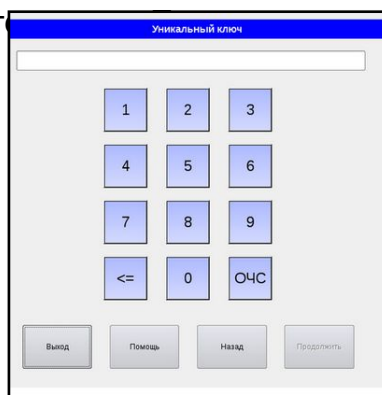 Уникальный ключ
1 2 3
4 5 6
7 8 9
<= 0 ОЧС
Выход Помощь Назад Продолжить